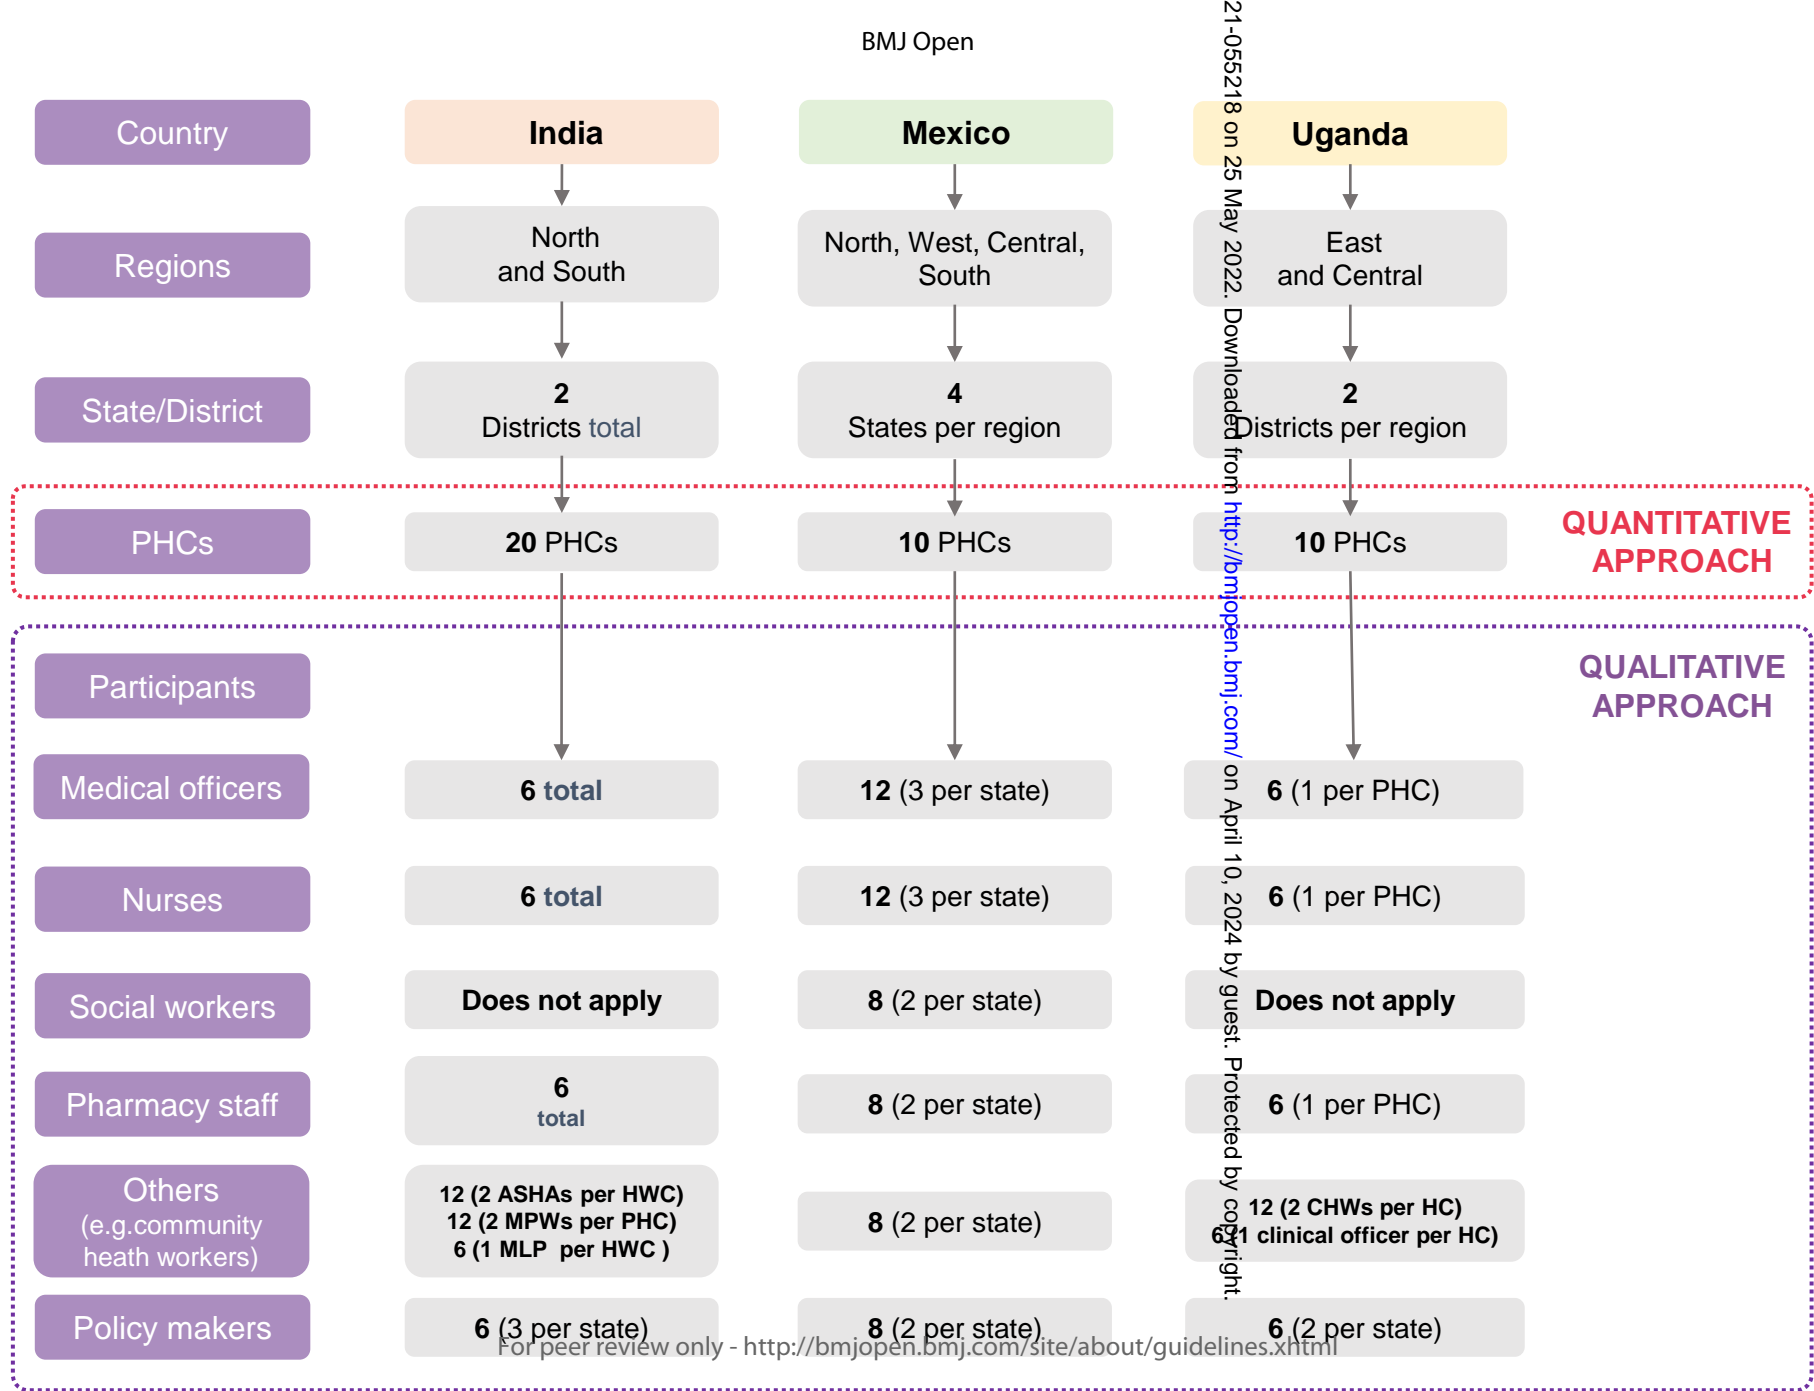 BMJ Open
Country
India
Mexico
Uganda
Regions
North
and South
North, West, Central,
South
East
and Central
State/District
2
Districts total
4
States per region
2
Districts per region
PHCs
20 PHCs
10 PHCs
10 PHCs
QUANTITATIVE
APPROACH
Participants
QUALITATIVE
APPROACH
Medical officers
6 total
12 (3 per state)
6 (1 per PHC)
Nurses
6 total
12 (3 per state)
6 (1 per PHC)
Social workers
Does not apply
8 (2 per state)
Does not apply
Pharmacy staff
6
total
8 (2 per state)
6 (1 per PHC)
Others
(e.g.community
heath workers)
12 (2 ASHAs per HWC)
12 (2 MPWs per PHC)
6 (1 MLP per HWC )
8 (2 per state)
12 (2 CHWs per HC)
6 (1 clinical officer per HC)
Policy makers
6 (3 per state)
8 (2 per state)
6 (2 per state)
For peer review only - http://bmjopen.bmj.com/site/about/guidelines.xhtml
21-055218 on 25 May 2022. Downloaded from http://bmjopen.bmj.com/ on April 10, 2024 by guest. Protected by copyright.